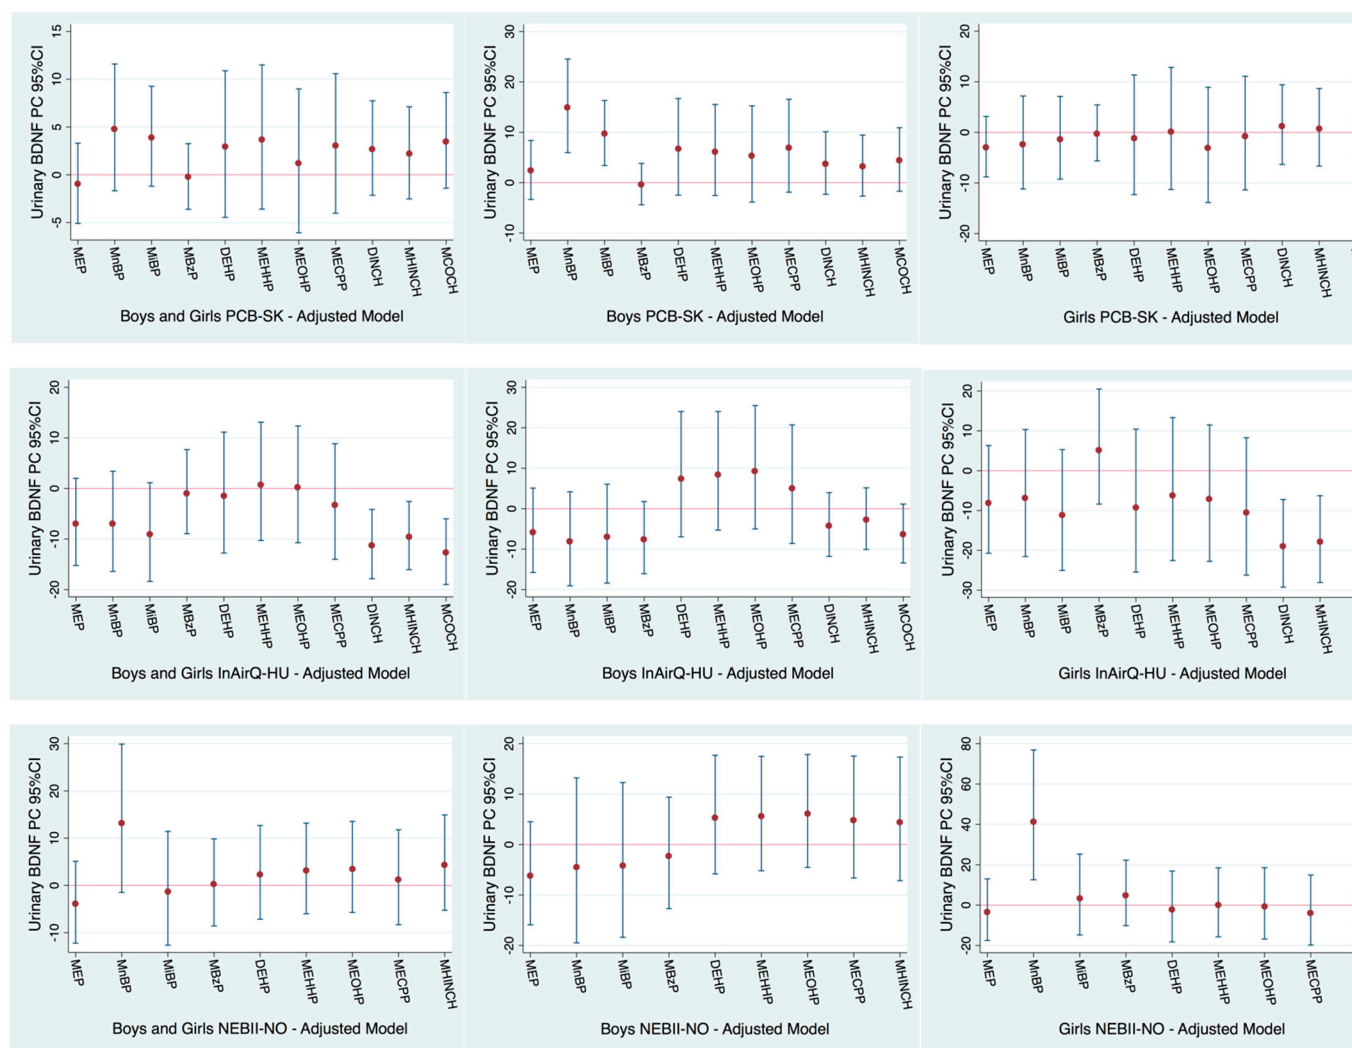 Urinary BDNF PC 95%CI
15
10
5
0
-5
MEP
MnBP
MiBP
MBzP
DEHP
MEHHP
MEOHP
MECPP
DINCH
MHINCH
MCOCH
Boys and Girls PCB-SK - Adjusted Model
Urinary BDNF PC 95%CI
30
20
10
0
-10
MEP
MnBP
MiBP
MBzP
DEHP
MEHHP
MEOHP
MECPP
DINCH
MHINCH
MCOCH
Boys PCB-SK - Adjusted Model
Urinary BDNF PC 95%CI
20
10
0
-10
-20
MEP
MnBP
MiBP
MBzP
DEHP
MEHHP
MEOHP
MECPP
DINCH
MHINCH
Girls PCB-SK - Adjusted Model
Urinary BDNF PC 95%CI
20
10
0
-10
-20
MEP
MnBP
MiBP
MBzP
DEHP
MEHHP
MEOHP
MECPP
DINCH
MHINCH
MCOCH
Boys and Girls InAirQ-HU - Adjusted Model
Urinary BDNF PC 95%CI
30
20
10
0
-10
-20
MEP
MnBP
MiBP
MBzP
DEHP
MEHHP
MEOHP
MECPP
DINCH
MHINCH
MCOCH
Boys InAirQ-HU - Adjusted Model
Urinary BDNF PC 95%CI
20
10
0
-10
-20
-30
MEP
MnBP
MiBP
MBzP
DEHP
MEHHP
MEOHP
MECPP
DINCH
MHINCH
Girls InAirQ-HU - Adjusted Model
Urinary BDNF PC 95%CI
30
20
10
0
-10
MEP
MnBP
MiBP
MBzP
DEHP
MEHHP
MEOHP
MECPP
MHINCH
Boys and Girls NEBII-NO - Adjusted Model
Urinary BDNF PC 95%CI
20
10
0
-10
-20
MEP
MnBP
MiBP
MBzP
DEHP
MEHHP
MEOHP
MECPP
MHINCH
Boys NEBII-NO - Adjusted Model
Urinary BDNF PC 95%CI
80
60
40
20
0
-20
MEP
MnBP
MiBP
MBzP
DEHP
MEHHP
MEOHP
MECPP
Girls NEBII-NO - Adjusted Model